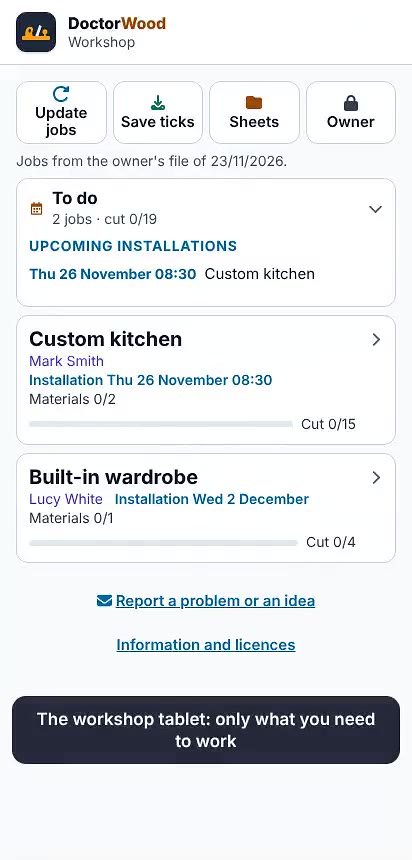 DoctorWood
Workshop
Update
jobs
Save ticks
Sheets
Owner
Jobs from the owner's file of 23/11/2026.
To do
2 jobs · cut 0/19
UPCOMING INSTALLATIONS
Thu 26 November 08:30 Custom kitchen
Custom kitchen
Mark Smith
Installation Thu 26 November 08:30
Materials 0/2
Cut 0/15
Built-in wardrobe
Lucy White Installation Wed 2 December
Materials 0/1
Cut 0/4
Report a problem or an idea
Information and licences
The workshop tablet: only what you need
to work